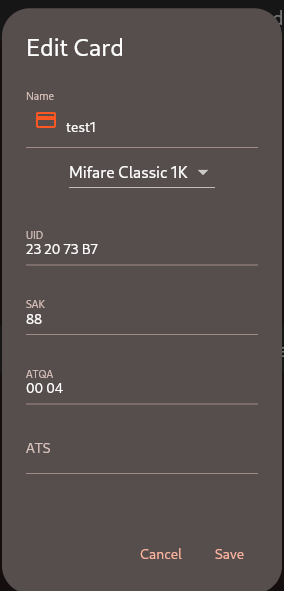 Edit Card
Name
test1
Mifare Classic 1K
UID
23 20 73 B7
SAK
88
ATQA
00 04
ATS
Cancel Save